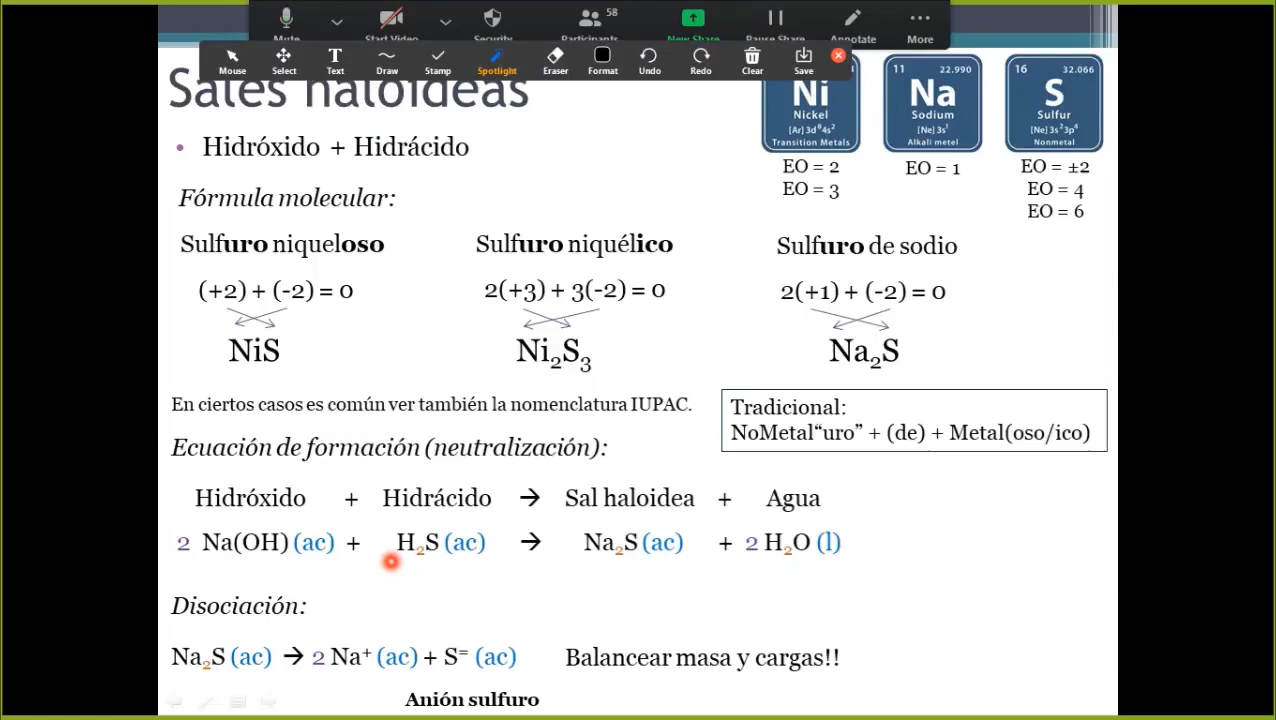 58
Mute Start Video Security Participants New Share Pause Share Annotate More
Mouse Select Text Draw Stamp Spotlight Eraser Format Undo Redo Clear Save
Sales haloideas
Ni
Nickel
[Ar] 3d⁸4s²
Transition Metals
EO = 2
EO = 3
11 22.990
Na
Sodium
[Ne] 3s¹
Alkali metel
EO = 1
16 32.066
S
Sulfur
[Ne] 3s²3p⁴
Nonmetal
EO = ±2
EO = 4
EO = 6
• Hidróxido + Hidrácido
Fórmula molecular:
Sulfuro niqueloso Sulfuro niquélico Sulfuro de sodio
(+2) + (-2) = 0 2(+3) + 3(-2) = 0 2(+1) + (-2) = 0
NiS Ni₂S₃ Na₂S
En ciertos casos es común ver también la nomenclatura IUPAC.
Tradicional:
NoMetal“uro” + (de) + Metal(oso/ico)
Ecuación de formación (neutralización):
Hidróxido + Hidrácido → Sal haloidea + Agua
2 Na(OH) (ac) + H₂S (ac) → Na₂S (ac) + 2 H₂O (l)
Disociación:
Na₂S (ac) → 2 Na⁺ (ac) + S⁼ (ac) Balancear masa y cargas!!
Anión sulfuro